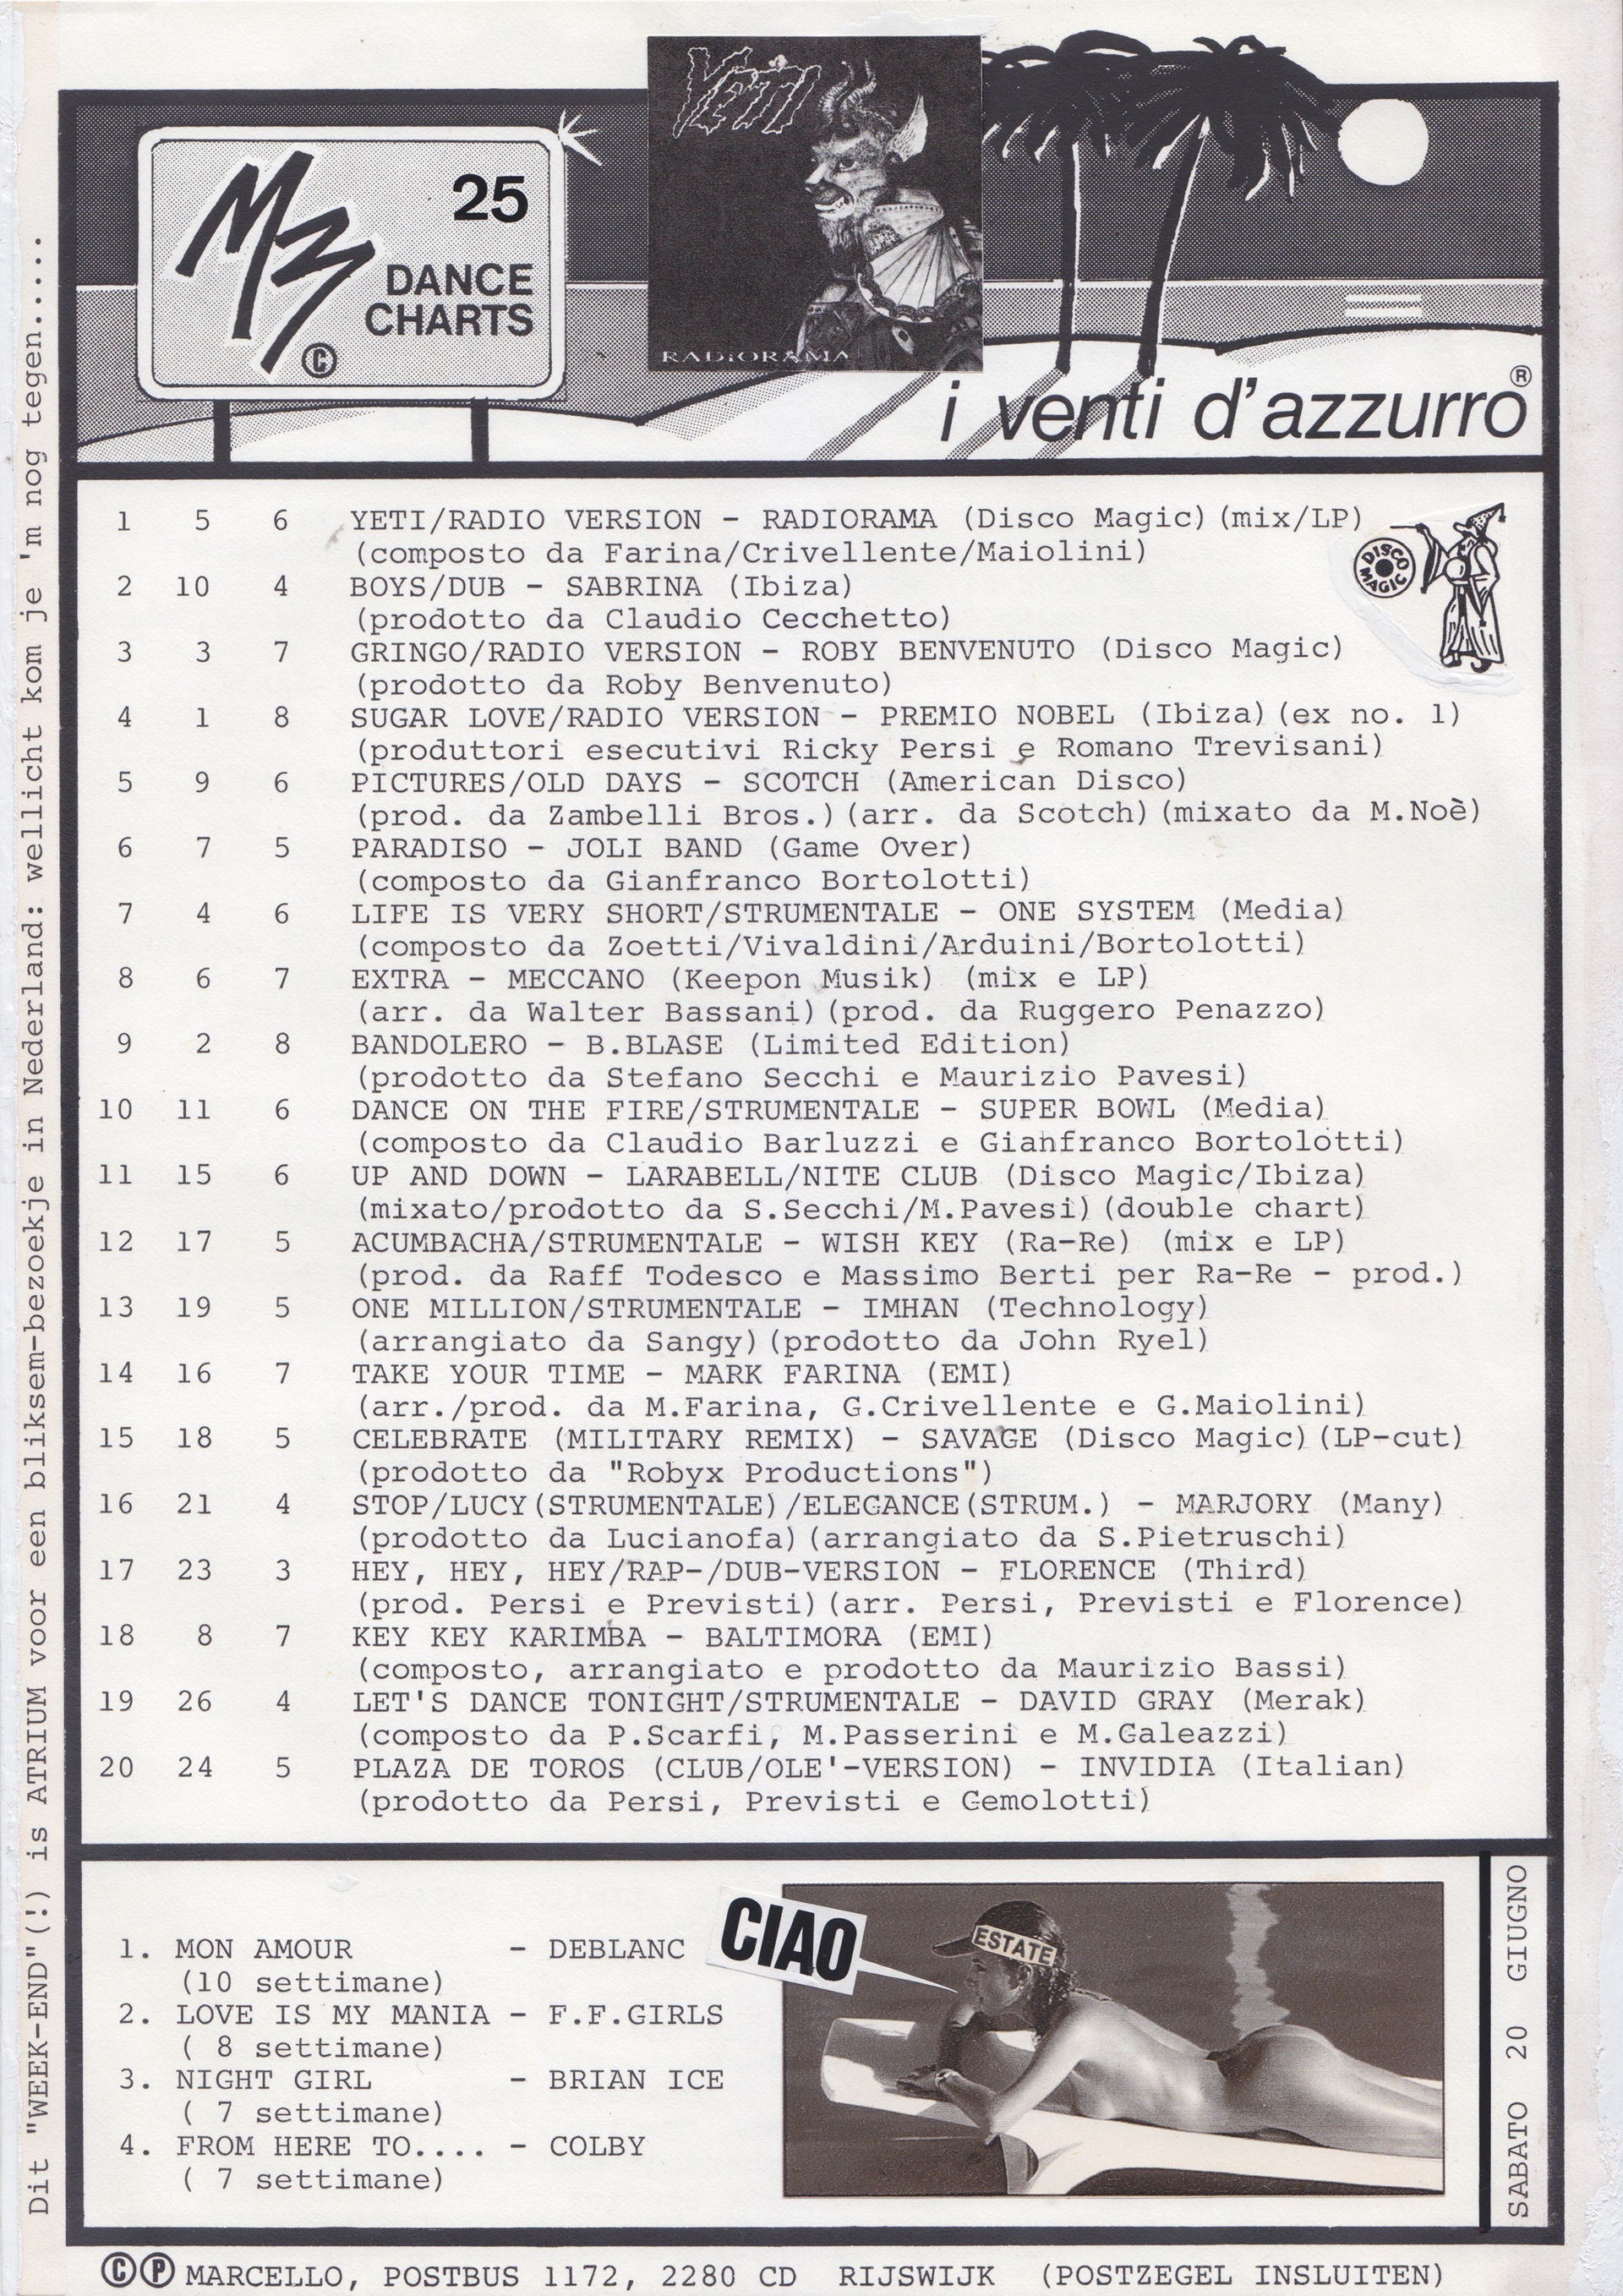 YETI
RADIORAMA
M3
25
DANCE
CHARTS
©
i venti d'azzurro®
1 5 6 YETI/RADIO VERSION - RADIORAMA (Disco Magic)(mix/LP)
(composto da Farina/Crivellente/Maiolini)
DISCO MAGIC
2 10 4 BOYS/DUB - SABRINA (Ibiza)
(prodotto da Claudio Cecchetto)
3 3 7 GRINGO/RADIO VERSION - ROBY BENVENUTO (Disco Magic)
(prodotto da Roby Benvenuto)
4 1 8 SUGAR LOVE/RADIO VERSION - PREMIO NOBEL (Ibiza)(ex no. 1)
(produttori esecutivi Ricky Persi e Romano Trevisani)
5 9 6 PICTURES/OLD DAYS - SCOTCH (American Disco)
(prod. da Zambelli Bros.)(arr. da Scotch)(mixato da M.Noè)
6 7 5 PARADISO - JOLI BAND (Game Over)
(composto da Gianfranco Bortolotti)
7 4 6 LIFE IS VERY SHORT/STRUMENTALE - ONE SYSTEM (Media)
(composto da Zoetti/Vivaldini/Arduini/Bortolotti)
8 6 7 EXTRA - MECCANO (Keepon Musik) (mix e LP)
(arr. da Walter Bassani)(prod. da Ruggero Penazzo)
9 2 8 BANDOLERO - B.BLASE (Limited Edition)
(prodotto da Stefano Secchi e Maurizio Pavesi)
10 11 6 DANCE ON THE FIRE/STRUMENTALE - SUPER BOWL (Media)
(composto da Claudio Barluzzi e Gianfranco Bortolotti)
11 15 6 UP AND DOWN - LARABELL/NITE CLUB (Disco Magic/Ibiza)
(mixato/prodotto da S.Secchi/M.Pavesi)(double chart)
12 17 5 ACUMBACHA/STRUMENTALE - WISH KEY (Ra-Re) (mix e LP)
(prod. da Raff Todesco e Massimo Berti per Ra-Re - prod.)
13 19 5 ONE MILLION/STRUMENTALE - IMHAN (Technology)
(arrangiato da Sangy)(prodotto da John Ryel)
14 16 7 TAKE YOUR TIME - MARK FARINA (EMI)
(arr./prod. da M.Farina, G.Crivellente e G.Maiolini)
15 18 5 CELEBRATE (MILITARY REMIX) - SAVAGE (Disco Magic)(LP-cut)
(prodotto da "Robyx Productions")
16 21 4 STOP/LUCY(STRUMENTALE)/ELEGANCE(STRUM.) - MARJORY (Many)
(prodotto da Lucianofa)(arrangiato da S.Pietruschi)
17 23 3 HEY, HEY, HEY/RAP-/DUB-VERSION - FLORENCE (Third)
(prod. Persi e Previsti)(arr. Persi, Previsti e Florence)
18 8 7 KEY KEY KARIMBA - BALTIMORA (EMI)
(composto, arrangiato e prodotto da Maurizio Bassi)
19 26 4 LET'S DANCE TONIGHT/STRUMENTALE - DAVID GRAY (Merak)
(composto da P.Scarfi, M.Passerini e M.Galeazzi)
20 24 5 PLAZA DE TOROS (CLUB/OLE'-VERSION) - INVIDIA (Italian)
(prodotto da Persi, Previsti e Gemolotti)
1. MON AMOUR - DEBLANC
(10 settimane)
2. LOVE IS MY MANIA - F.F.GIRLS
( 8 settimane)
3. NIGHT GIRL - BRIAN ICE
( 7 settimane)
4. FROM HERE TO.... - COLBY
( 7 settimane)
CIAO
ESTATE
SABATO 20 GIUGNO
Dit "WEEK-END"(!) is ATRIUM voor een bliksem-bezoekje in Nederland: wellicht kom je 'm nog tegen.....
©Ⓟ MARCELLO, POSTBUS 1172, 2280 CD RIJSWIJK (POSTZEGEL INSLUITEN)